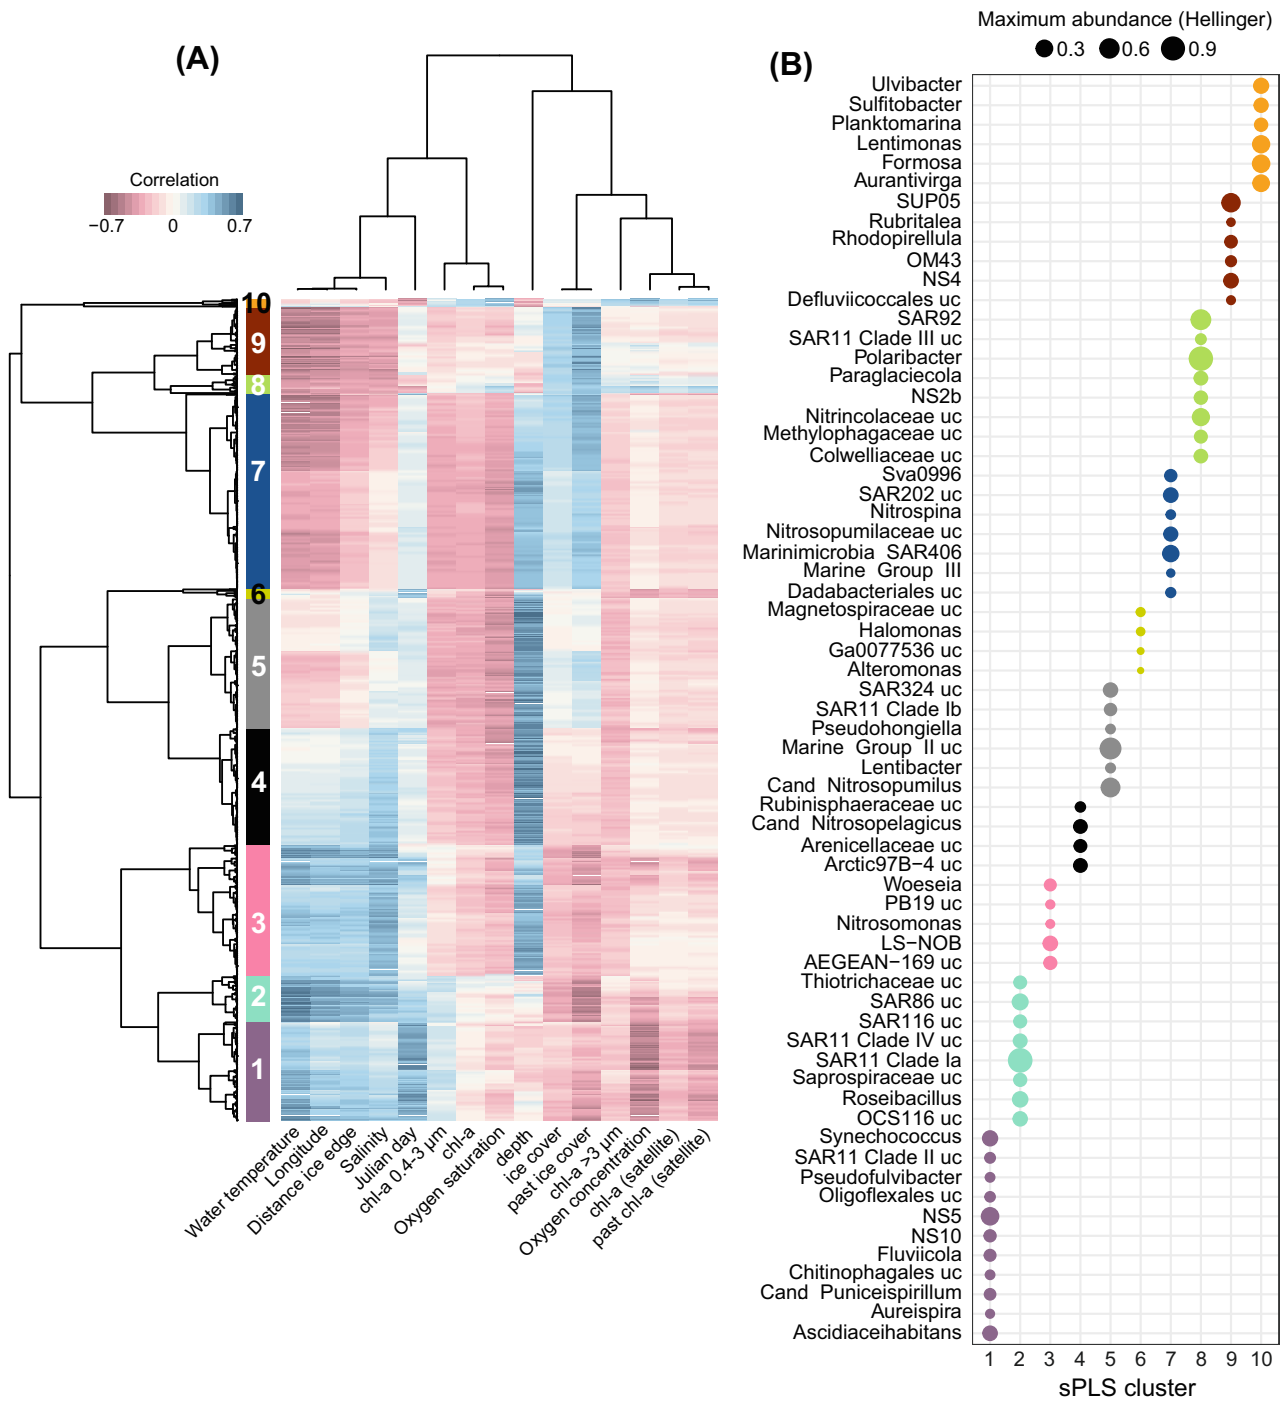 (A)
Correlation
−0.7 0 0.7
10
9
8
7
6
5
4
3
2
1
Water temperature
Longitude
Distance ice edge
Salinity
Julian day
chl-a 0.4-3 µm
chl-a
Oxygen saturation
depth
ice cover
past ice cover
chl-a >3 µm
Oxygen concentration
chl-a (satellite)
past chl-a (satellite)
(B)
Maximum abundance (Hellinger)
0.3 0.6 0.9
Ulvibacter
Sulfitobacter
Planktomarina
Lentimonas
Formosa
Aurantivirga
SUP05
Rubritalea
Rhodopirellula
OM43
NS4
Defluviicoccales uc
SAR92
SAR11 Clade III uc
Polaribacter
Paraglaciecola
NS2b
Nitrincolaceae uc
Methylophagaceae uc
Colwelliaceae uc
Sva0996
SAR202 uc
Nitrospina
Nitrosopumilaceae uc
Marinimicrobia SAR406
Marine Group III
Dadabacteriales uc
Magnetospiraceae uc
Halomonas
Ga0077536 uc
Alteromonas
SAR324 uc
SAR11 Clade Ib
Pseudohongiella
Marine Group II uc
Lentibacter
Cand Nitrosopumilus
Rubinisphaeraceae uc
Cand Nitrosopelagicus
Arenicellaceae uc
Arctic97B−4 uc
Woeseia
PB19 uc
Nitrosomonas
LS−NOB
AEGEAN−169 uc
Thiotrichaceae uc
SAR86 uc
SAR116 uc
SAR11 Clade IV uc
SAR11 Clade Ia
Saprospiraceae uc
Roseibacillus
OCS116 uc
Synechococcus
SAR11 Clade II uc
Pseudofulvibacter
Oligoflexales uc
NS5
NS10
Fluviicola
Chitinophagales uc
Cand Puniceispirillum
Aureispira
Ascidiaceihabitans
1 2 3 4 5 6 7 8 9 10
sPLS cluster